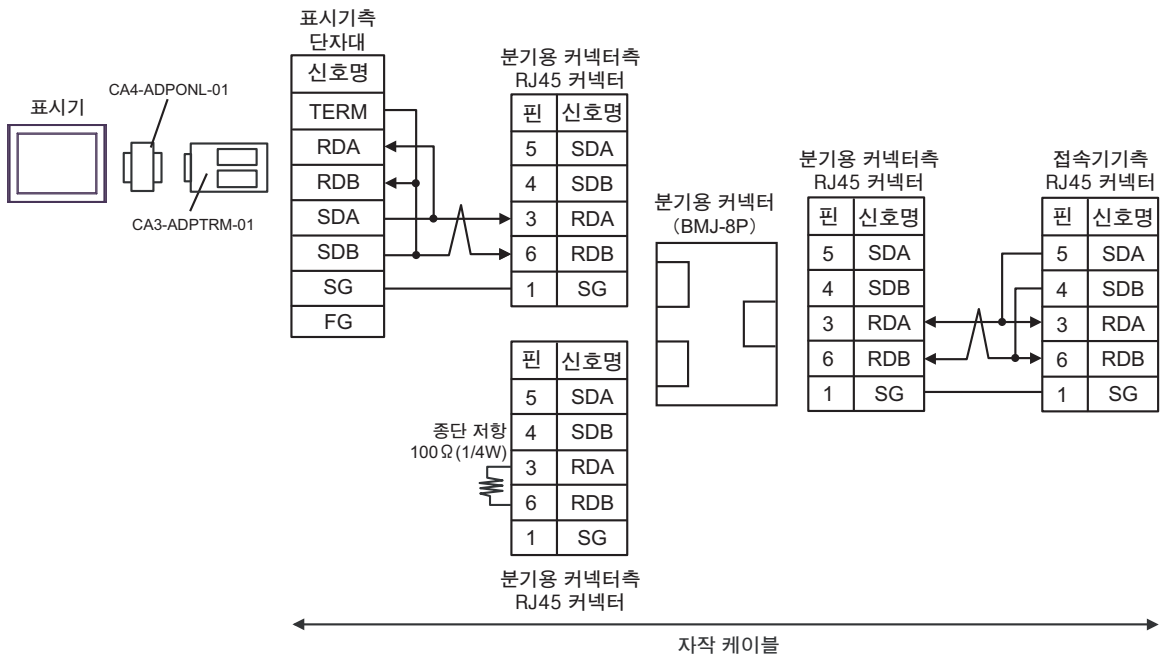 표시기
CA4-ADPONL-01
CA3-ADPTRM-01
표시기측
단자대
신호명
TERM
RDA
RDB
SDA
SDB
SG
FG
분기용 커넥터측
RJ45 커넥터
핀 신호명
5 SDA
4 SDB
3 RDA
6 RDB
1 SG
종단 저항
100Ω(1/4W)
핀 신호명
5 SDA
4 SDB
3 RDA
6 RDB
1 SG
분기용 커넥터측
RJ45 커넥터
분기용 커넥터
(BMJ-8P)
분기용 커넥터측
RJ45 커넥터
핀 신호명
5 SDA
4 SDB
3 RDA
6 RDB
1 SG
접속기기측
RJ45 커넥터
핀 신호명
5 SDA
4 SDB
3 RDA
6 RDB
1 SG
자작 케이블